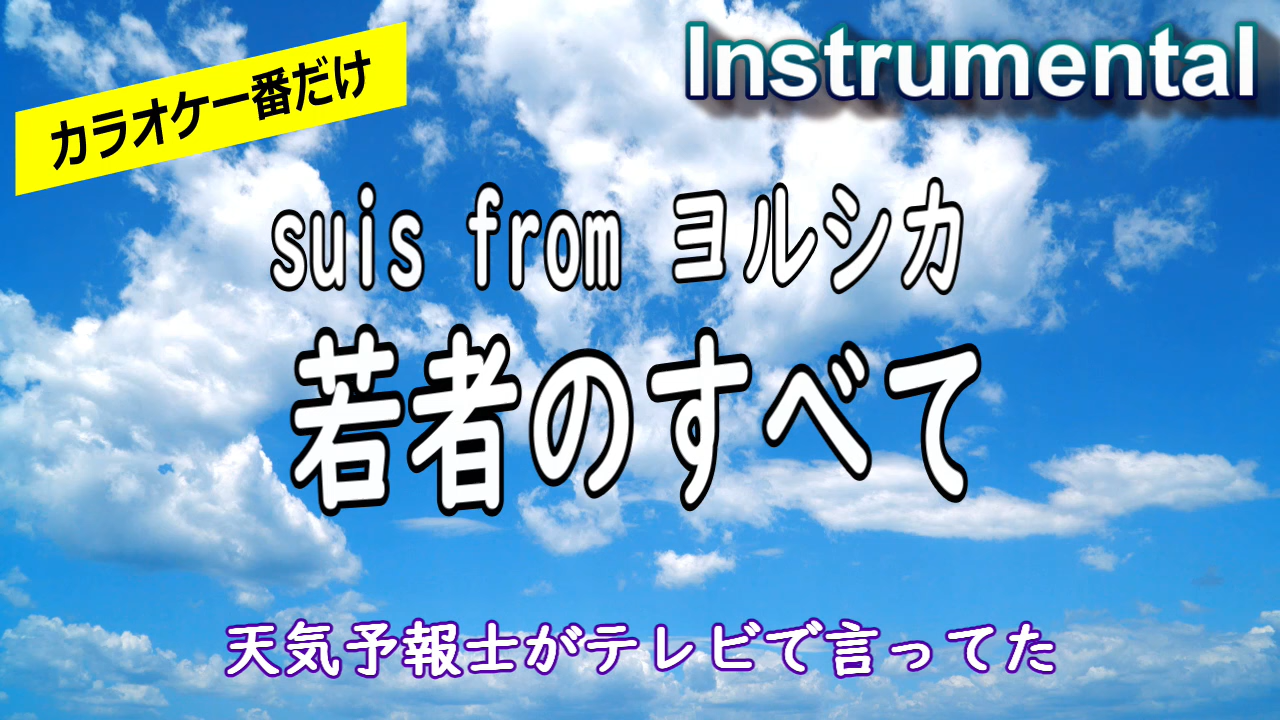 カラオケ一番だけ
Instrumental
suis from ヨルシカ
若者のすべて
天気予報士がテレビで言ってた